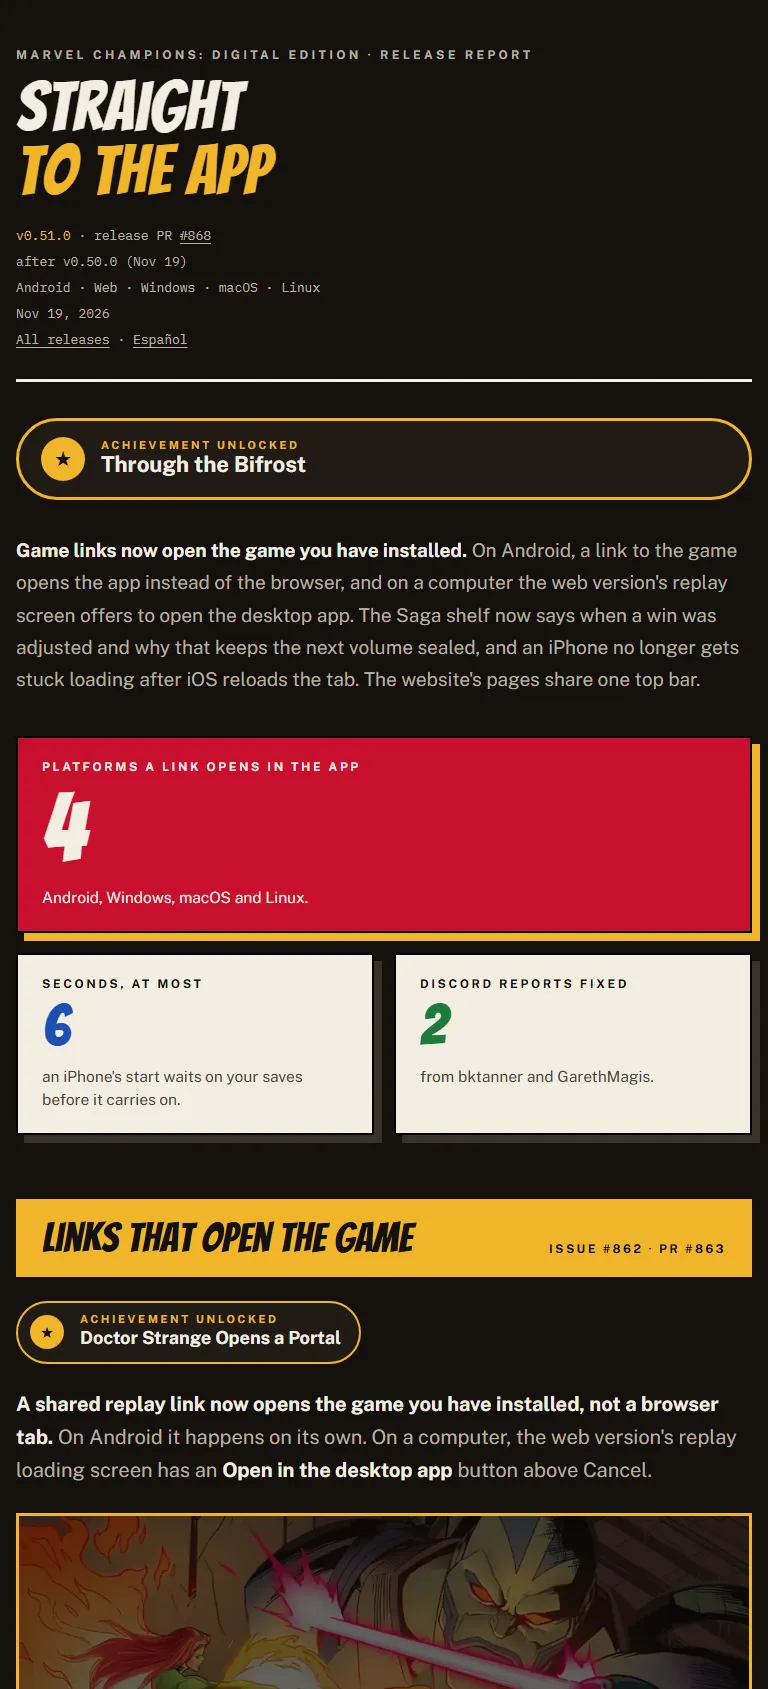 MARVEL CHAMPIONS: DIGITAL EDITION · RELEASE REPORT
STRAIGHT
TO THE APP
v0.51.0 · release PR #868
after v0.50.0 (Nov 19)
Android · Web · Windows · macOS · Linux
Nov 19, 2026
All releases · Español
★
ACHIEVEMENT UNLOCKED
Through the Bifrost
Game links now open the game you have installed. On Android, a link to the game
opens the app instead of the browser, and on a computer the web version's replay
screen offers to open the desktop app. The Saga shelf now says when a win was
adjusted and why that keeps the next volume sealed, and an iPhone no longer gets
stuck loading after iOS reloads the tab. The website's pages share one top bar.
PLATFORMS A LINK OPENS IN THE APP
4
Android, Windows, macOS and Linux.
SECONDS, AT MOST
6
an iPhone's start waits on your saves
before it carries on.
DISCORD REPORTS FIXED
2
from bktanner and GarethMagis.
LINKS THAT OPEN THE GAME
ISSUE #862 · PR #863
★
ACHIEVEMENT UNLOCKED
Doctor Strange Opens a Portal
A shared replay link now opens the game you have installed, not a browser
tab. On Android it happens on its own. On a computer, the web version's replay
loading screen has an Open in the desktop app button above Cancel.